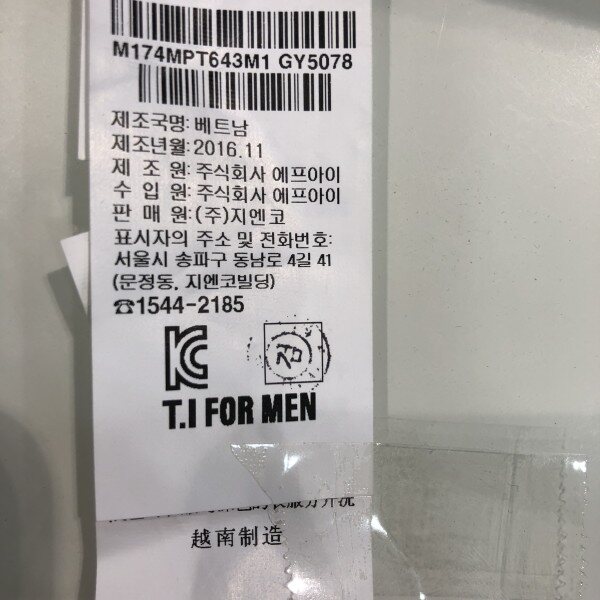 M174MPT643M1 GY5078
제조국명: 베트남
제조년월: 2016.11
제 조 원: 주식회사 에프아이
수 입 원: 주식회사 에프아이
판 매 원: (주)지엔코
표시자의 주소 및 전화번호:
서울시 송파구 동남로 4길 41
(문정동, 지엔코빌딩)
☎1544-2185
검
T.I FOR MEN
越南制造